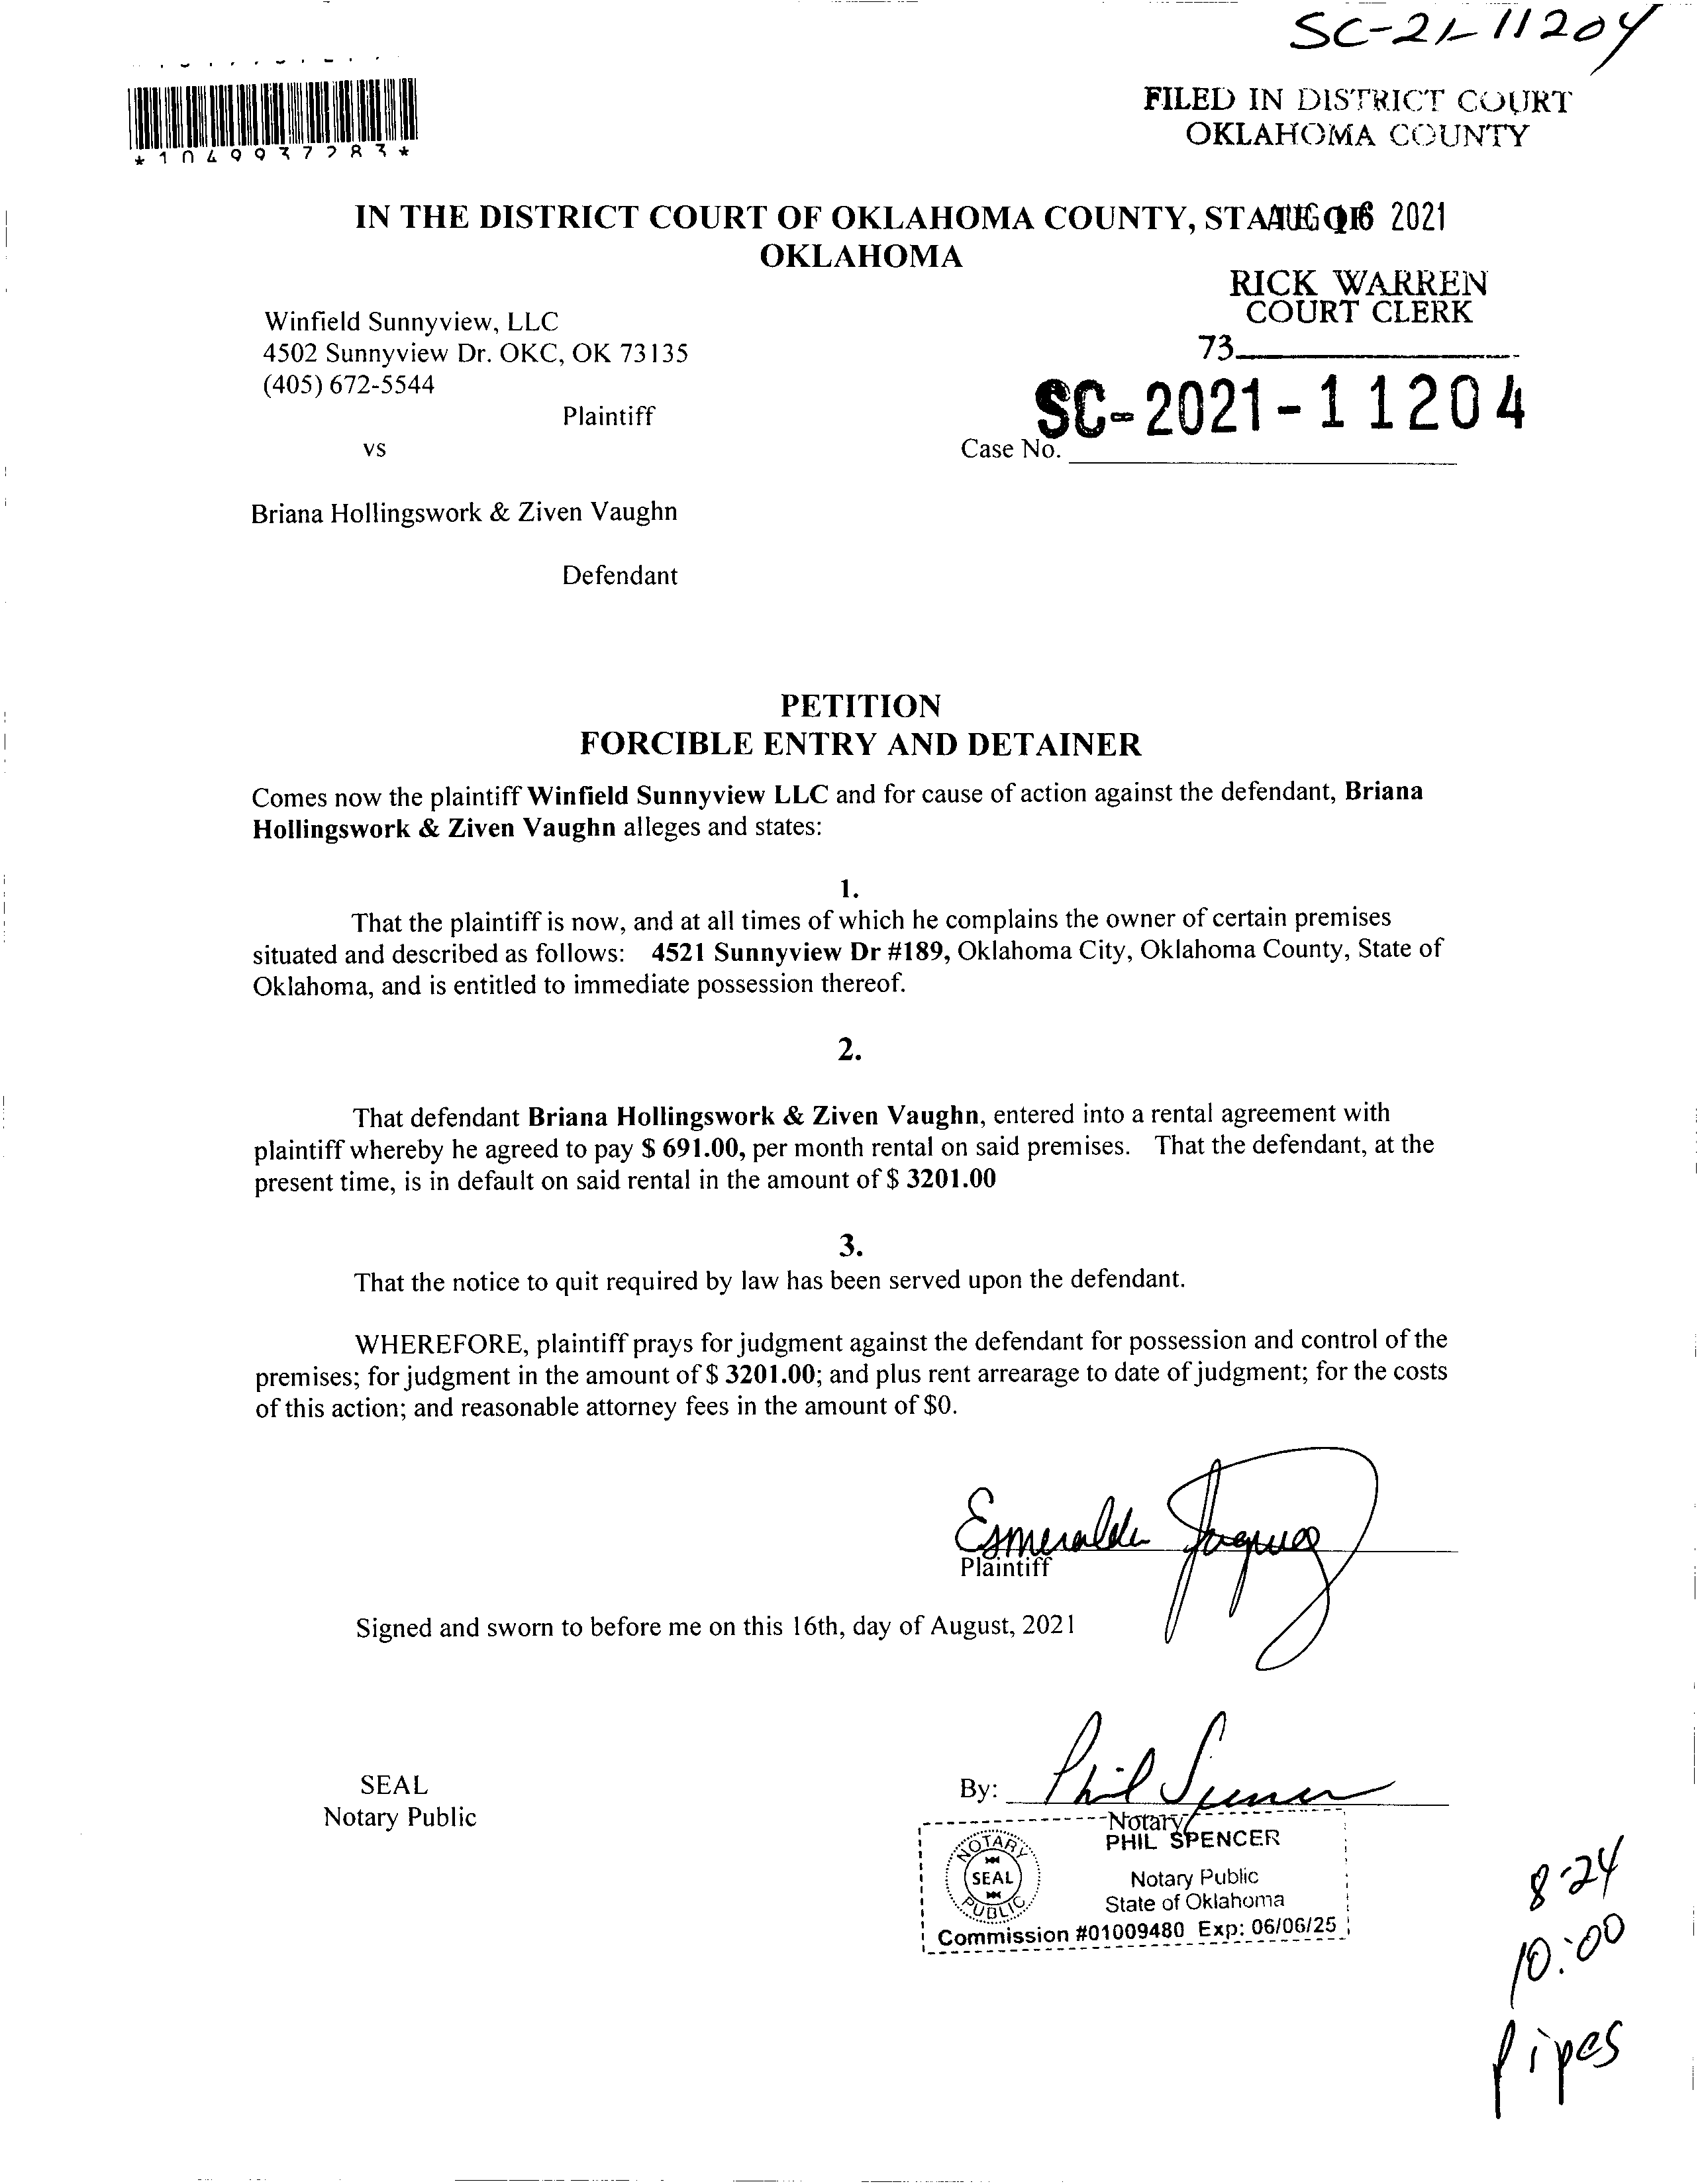 SC-21-11204
*1049937283*
FILED IN DISTRICT COURT
OKLAHOMA COUNTY
IN THE DISTRICT COURT OF OKLAHOMA COUNTY, STATE OF
AUG 16 2021
OKLAHOMA
RICK WARREN
COURT CLERK
73
Winfield Sunnyview, LLC
4502 Sunnyview Dr. OKC, OK 73135
(405) 672-5544
Plaintiff
vs
SC-2021-11204
Case No.
Briana Hollingswork & Ziven Vaughn
Defendant
PETITION
FORCIBLE ENTRY AND DETAINER
Comes now the plaintiff Winfield Sunnyview LLC and for cause of action against the defendant, Briana
Hollingswork & Ziven Vaughn alleges and states:
1.
That the plaintiff is now, and at all times of which he complains the owner of certain premises
situated and described as follows: 4521 Sunnyview Dr #189, Oklahoma City, Oklahoma County, State of
Oklahoma, and is entitled to immediate possession thereof.
2.
That defendant Briana Hollingswork & Ziven Vaughn, entered into a rental agreement with
plaintiff whereby he agreed to pay $ 691.00, per month rental on said premises. That the defendant, at the
present time, is in default on said rental in the amount of $ 3201.00
3.
That the notice to quit required by law has been served upon the defendant.
WHEREFORE, plaintiff prays for judgment against the defendant for possession and control of the
premises; for judgment in the amount of $ 3201.00; and plus rent arrearage to date of judgment; for the costs
of this action; and reasonable attorney fees in the amount of $0.
Esmeralda Jaquez
Plaintiff
Signed and sworn to before me on this 16th, day of August, 2021
SEAL
Notary Public
By: Phil Spencer
Notary
PHIL SPENCER
Notary Public
State of Oklahoma
NOTARY
SEAL
PUBLIC
Commission #01009480 Exp: 06/06/25
8-24
10:00
Pipes